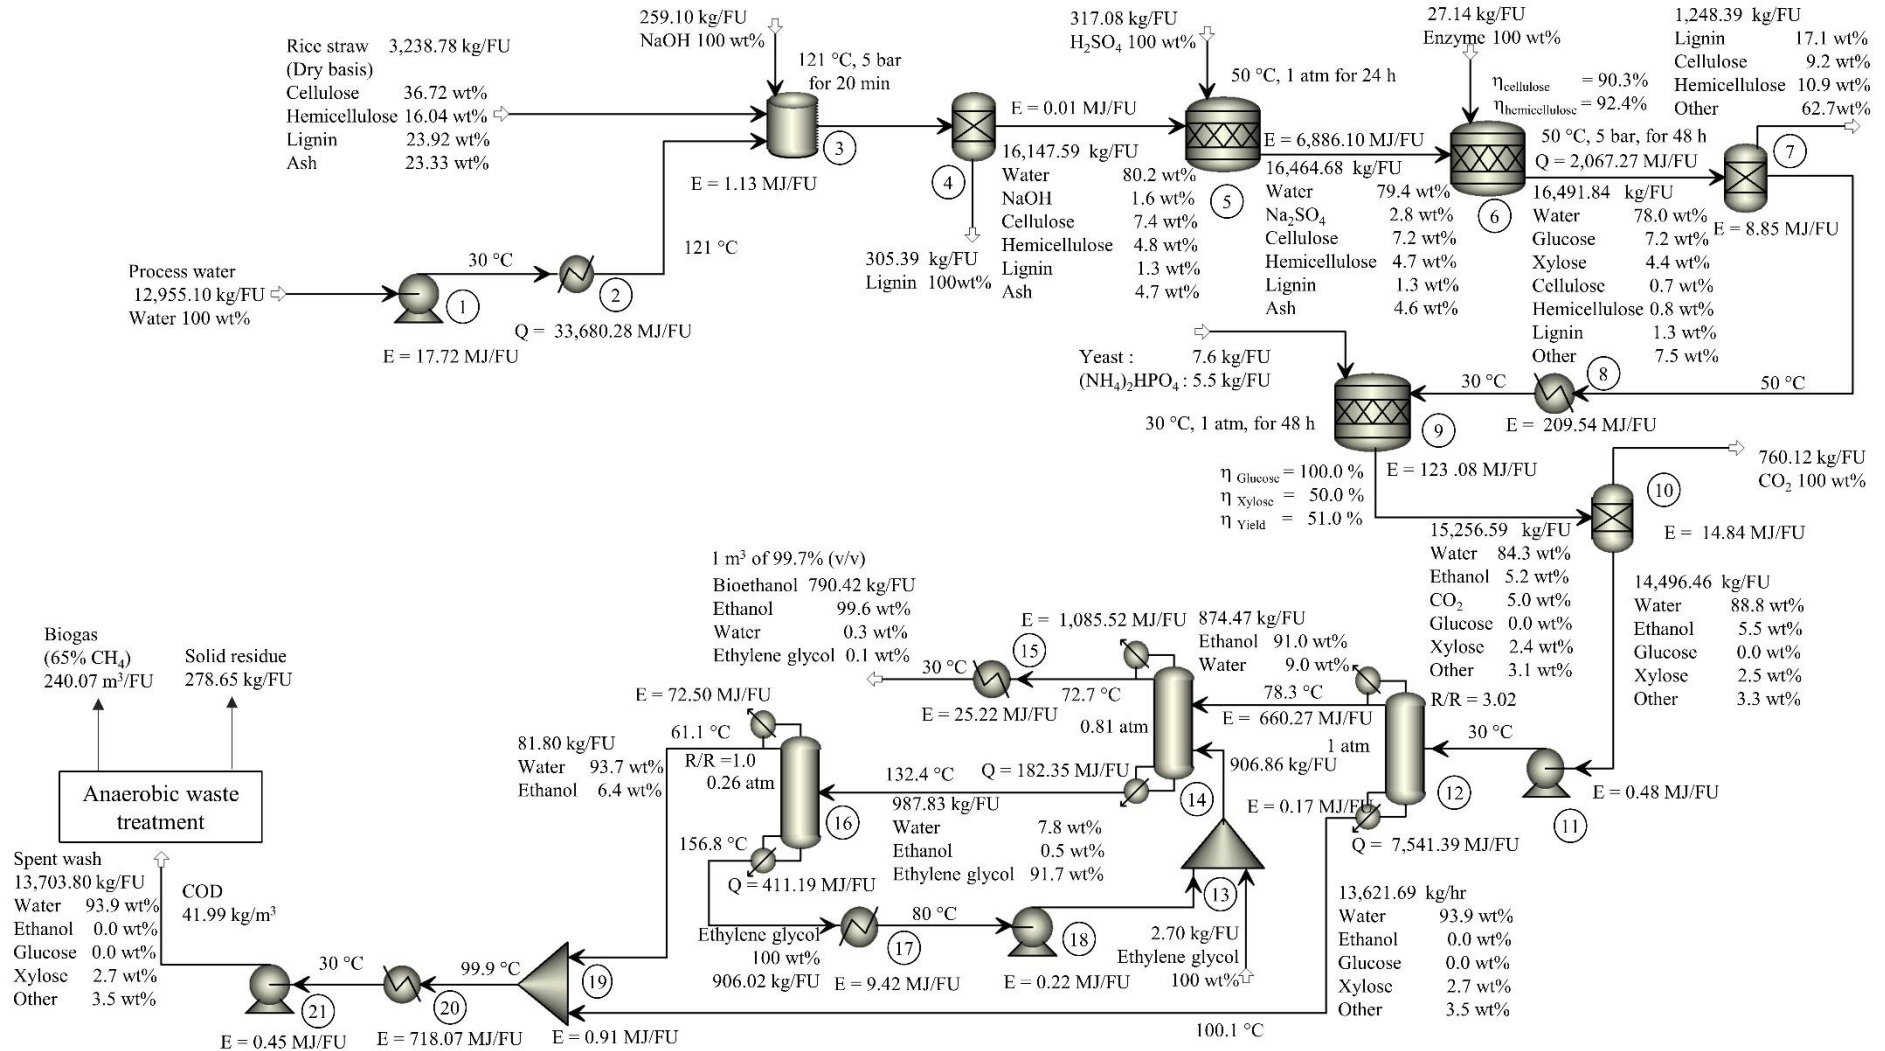 259.10 kg/FU
NaOH 100 wt%
Rice straw 3,238.78 kg/FU
(Dry basis)
Cellulose 36.72 wt%
Hemicellulose 16.04 wt%
Lignin 23.92 wt%
Ash 23.33 wt%
121 °C, 5 bar
for 20 min
3
E = 1.13 MJ/FU
Process water
12,955.10 kg/FU
Water 100 wt%
30 °C
1
E = 17.72 MJ/FU
2
Q = 33,680.28 MJ/FU
121 °C
4
305.39 kg/FU
Lignin 100wt%
E = 0.01 MJ/FU
16,147.59 kg/FU
Water 80.2 wt%
NaOH 1.6 wt%
Cellulose 7.4 wt%
Hemicellulose 4.8 wt%
Lignin 1.3 wt%
Ash 4.7 wt%
317.08 kg/FU
H₂SO₄ 100 wt%
50 °C, 1 atm for 24 h
5
E = 6,886.10 MJ/FU
16,464.68 kg/FU
Water 79.4 wt%
Na₂SO₄ 2.8 wt%
Cellulose 7.2 wt%
Hemicellulose 4.7 wt%
Lignin 1.3 wt%
Ash 4.6 wt%
27.14 kg/FU
Enzyme 100 wt%
ηcellulose = 90.3%
ηhemicellulose = 92.4%
50 °C, 5 bar, for 48 h
Q = 2,067.27 MJ/FU
6
16,491.84 kg/FU
Water 78.0 wt%
Glucose 7.2 wt%
Xylose 4.4 wt%
Cellulose 0.7 wt%
Hemicellulose 0.8 wt%
Lignin 1.3 wt%
Other 7.5 wt%
1,248.39 kg/FU
Lignin 17.1 wt%
Cellulose 9.2 wt%
Hemicellulose 10.9 wt%
Other 62.7wt%
7
E = 8.85 MJ/FU
50 °C
8
30 °C
E = 209.54 MJ/FU
Yeast : 7.6 kg/FU
(NH₄)₂HPO4 : 5.5 kg/FU
30 °C, 1 atm, for 48 h
9
E = 123 .08 MJ/FU
η Glucose = 100.0 %
η Xylose = 50.0 %
η Yield = 51.0 %
760.12 kg/FU
CO₂ 100 wt%
10
E = 14.84 MJ/FU
15,256.59 kg/FU
Water 84.3 wt%
Ethanol 5.2 wt%
CO₂ 5.0 wt%
Glucose 0.0 wt%
Xylose 2.4 wt%
Other 3.1 wt%
14,496.46 kg/FU
Water 88.8 wt%
Ethanol 5.5 wt%
Glucose 0.0 wt%
Xylose 2.5 wt%
Other 3.3 wt%
30 °C
11
E = 0.48 MJ/FU
R/R = 3.02
1 atm
12
E = 0.17 MJ/FU
Q = 7,541.39 MJ/FU
78.3 °C
E = 660.27 MJ/FU
874.47 kg/FU
Ethanol 91.0 wt%
Water 9.0 wt%
E = 1,085.52 MJ/FU
72.7 °C
0.81 atm
906.86 kg/FU
14
Q = 182.35 MJ/FU
15
30 °C
E = 25.22 MJ/FU
1 m³ of 99.7% (v/v)
Bioethanol 790.42 kg/FU
Ethanol 99.6 wt%
Water 0.3 wt%
Ethylene glycol 0.1 wt%
132.4 °C
987.83 kg/FU
Water 7.8 wt%
Ethanol 0.5 wt%
Ethylene glycol 91.7 wt%
E = 72.50 MJ/FU
61.1 °C
R/R =1.0
0.26 atm
16
156.8 °C
Q = 411.19 MJ/FU
81.80 kg/FU
Water 93.7 wt%
Ethanol 6.4 wt%
13
2.70 kg/FU
Ethylene glycol
100 wt%
Ethylene glycol
100 wt%
906.02 kg/FU
17
80 °C
E = 9.42 MJ/FU
18
E = 0.22 MJ/FU
13,621.69 kg/hr
Water 93.9 wt%
Ethanol 0.0 wt%
Glucose 0.0 wt%
Xylose 2.7 wt%
Other 3.5 wt%
100.1 °C
19
E = 0.91 MJ/FU
99.9 °C
20
E = 718.07 MJ/FU
30 °C
21
E = 0.45 MJ/FU
Biogas
(65% CH₄)
240.07 m³/FU
Solid residue
278.65 kg/FU
Anaerobic waste
treatment
Spent wash
13,703.80 kg/FU
Water 93.9 wt%
Ethanol 0.0 wt%
Glucose 0.0 wt%
Xylose 2.7 wt%
Other 3.5 wt%
COD
41.99 kg/m³